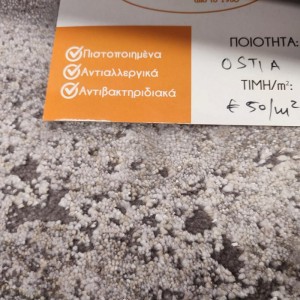 ΠΟΙΟΤΗΤΑ:
OSTIA
ΤΙΜΗ/m²:
€50/m²
Πιστοποιημένα
Αντιαλλεργικά
Αντιβακτηριδιακά